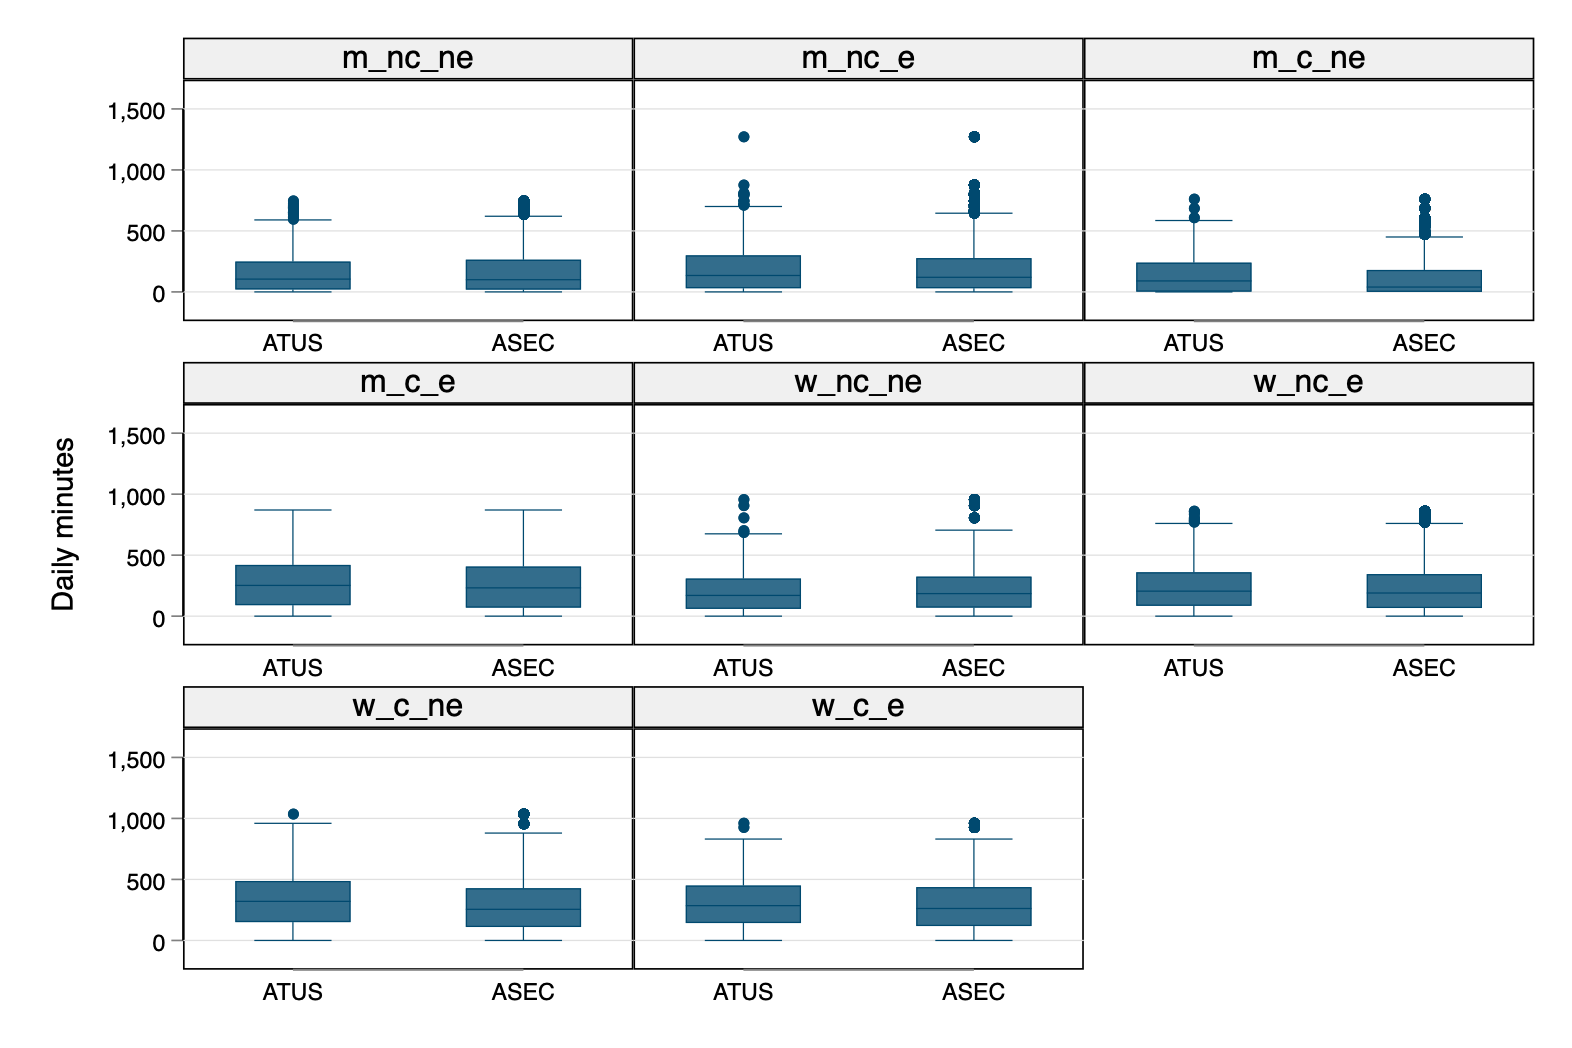 m_nc_ne m_nc_e m_c_ne
1,500
1,000
500
0
ATUS ASEC ATUS ASEC ATUS ASEC
m_c_e w_nc_ne w_nc_e
Daily minutes
1,500
1,000
500
0
ATUS ASEC ATUS ASEC ATUS ASEC
w_c_ne w_c_e
1,500
1,000
500
0
ATUS ASEC ATUS ASEC